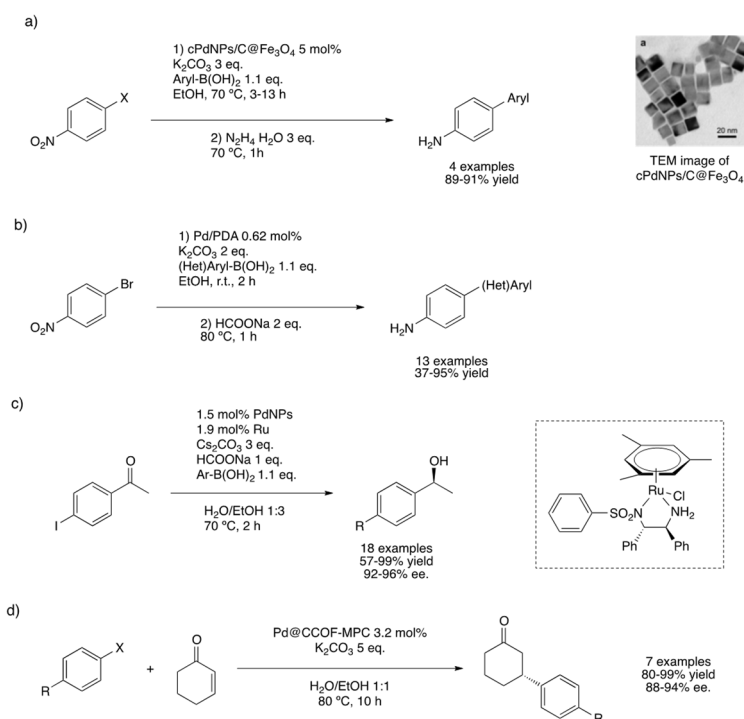 a)
1) cPdNPs/C@Fe₃O₄ 5 mol%
K₂CO₃ 3 eq.
Aryl-B(OH)₂ 1.1 eq.
EtOH, 70 ºC, 3-13 h
2) N₂H₄ H₂O 3 eq.
70 ºC, 1h
X
O₂N
Aryl
H₂N
4 examples
89-91% yield
a
20 nm
TEM image of
cPdNPs/C@Fe₃O₄
b)
1) Pd/PDA 0.62 mol%
K₂CO₃ 2 eq.
(Het)Aryl-B(OH)₂ 1.1 eq.
EtOH, r.t., 2 h
2) HCOONa 2 eq.
80 ºC, 1 h
Br
O₂N
(Het)Aryl
H₂N
13 examples
37-95% yield
c)
1.5 mol% PdNPs
1.9 mol% Ru
Cs₂CO₃ 3 eq.
HCOONa 1 eq.
Ar-B(OH)₂ 1.1 eq.
H₂O/EtOH 1:3
70 ºC, 2 h
O
I
OH
R
18 examples
57-99% yield
92-96% ee.
Ru
Cl
SO₂N
NH₂
Ph
Ph
d)
X
R
+
O
Pd@CCOF-MPC 3.2 mol%
K₂CO₃ 5 eq.
H₂O/EtOH 1:1
80 ºC, 10 h
O
R
7 examples
80-99% yield
88-94% ee.